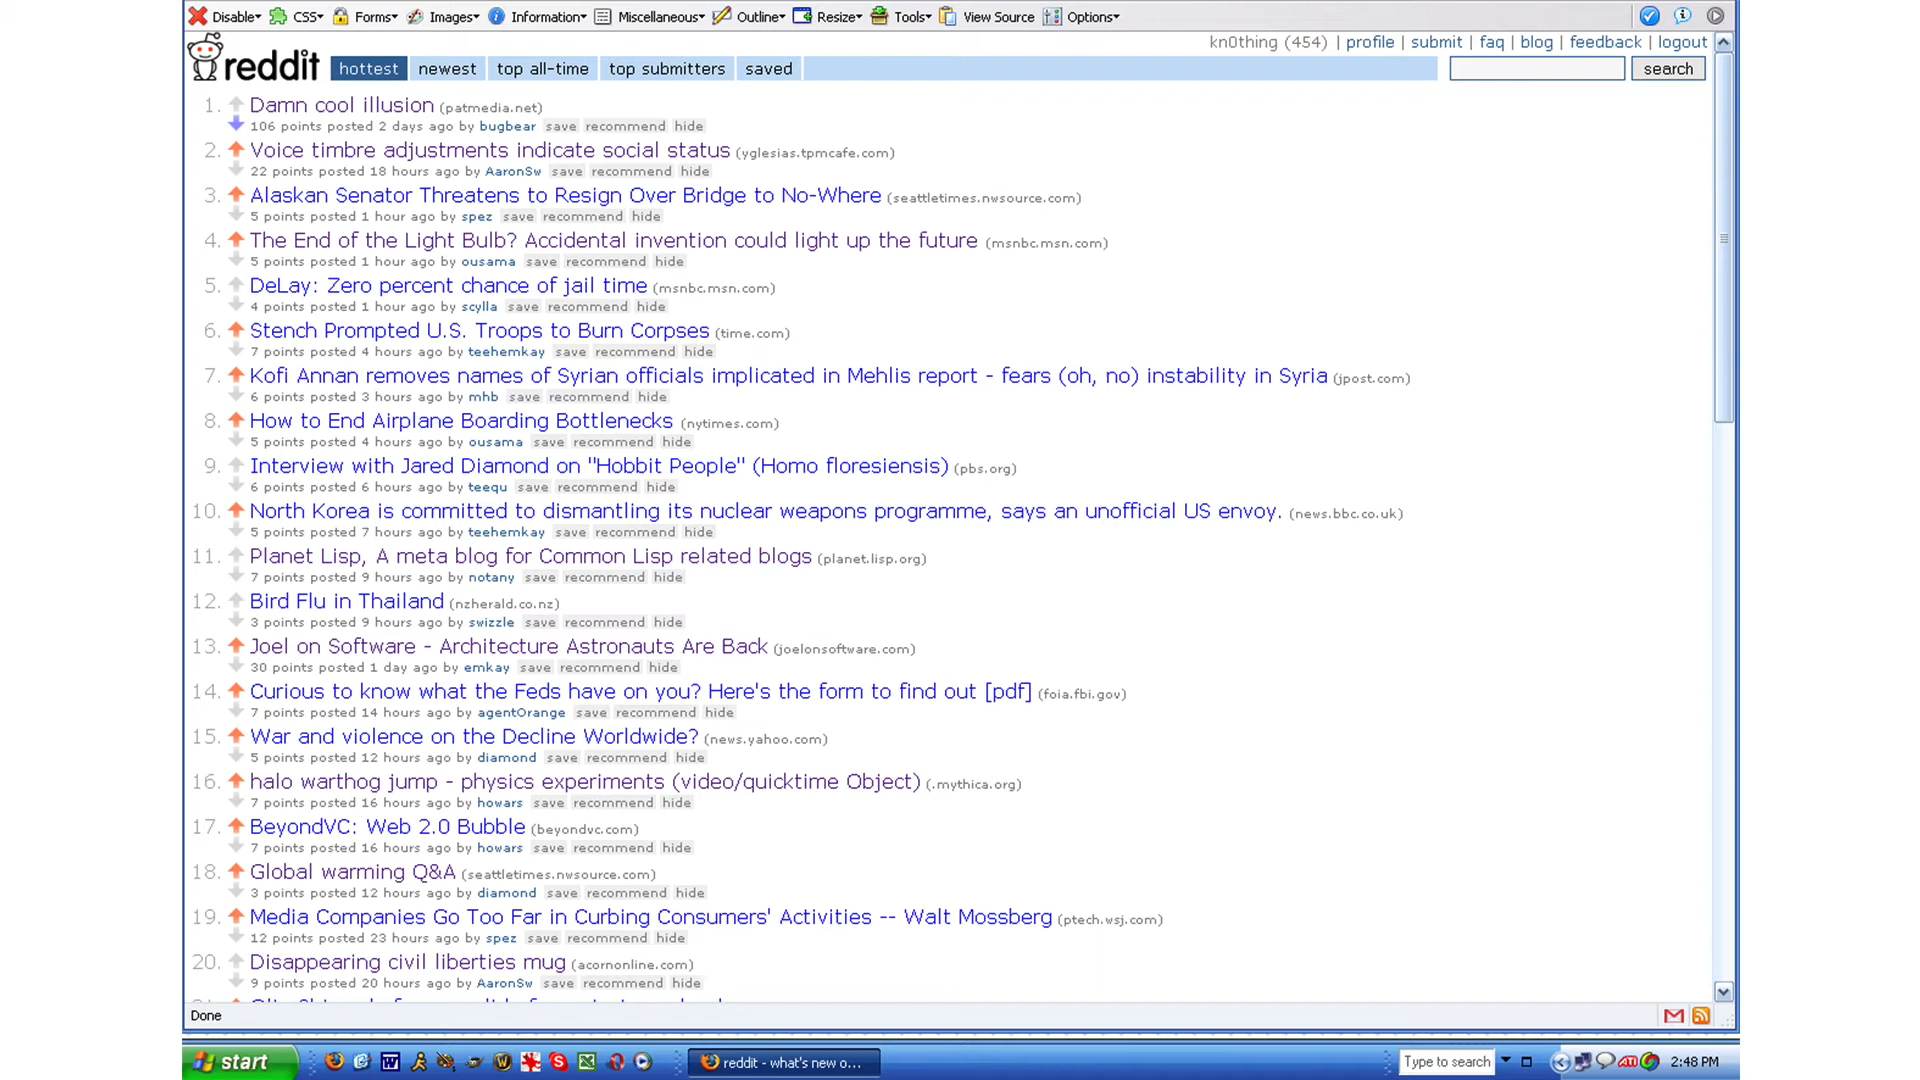 Disable▾ CSS▾ Forms▾ Images▾ Information▾ Miscellaneous▾ Outline▾ Resize▾ Tools▾ View Source Options▾
kn0thing (454) | profile | submit | faq | blog | feedback | logout
reddit hottest newest top all-time top submitters saved search
1. Damn cool illusion (patmedia.net)
106 points posted 2 days ago by bugbear save recommend hide
2. Voice timbre adjustments indicate social status (yglesias.tpmcafe.com)
22 points posted 18 hours ago by AaronSw save recommend hide
3. Alaskan Senator Threatens to Resign Over Bridge to No-Where (seattletimes.nwsource.com)
5 points posted 1 hour ago by spez save recommend hide
4. The End of the Light Bulb? Accidental invention could light up the future (msnbc.msn.com)
5 points posted 1 hour ago by ousama save recommend hide
5. DeLay: Zero percent chance of jail time (msnbc.msn.com)
4 points posted 1 hour ago by scylla save recommend hide
6. Stench Prompted U.S. Troops to Burn Corpses (time.com)
7 points posted 4 hours ago by teehemkay save recommend hide
7. Kofi Annan removes names of Syrian officials implicated in Mehlis report - fears (oh, no) instability in Syria (jpost.com)
6 points posted 3 hours ago by mhb save recommend hide
8. How to End Airplane Boarding Bottlenecks (nytimes.com)
5 points posted 4 hours ago by ousama save recommend hide
9. Interview with Jared Diamond on "Hobbit People" (Homo floresiensis) (pbs.org)
6 points posted 6 hours ago by teequ save recommend hide
10. North Korea is committed to dismantling its nuclear weapons programme, says an unofficial US envoy. (news.bbc.co.uk)
5 points posted 7 hours ago by teehemkay save recommend hide
11. Planet Lisp, A meta blog for Common Lisp related blogs (planet.lisp.org)
7 points posted 9 hours ago by notany save recommend hide
12. Bird Flu in Thailand (nzherald.co.nz)
3 points posted 9 hours ago by swizzle save recommend hide
13. Joel on Software - Architecture Astronauts Are Back (joelonsoftware.com)
30 points posted 1 day ago by emkay save recommend hide
14. Curious to know what the Feds have on you? Here's the form to find out [pdf] (foia.fbi.gov)
7 points posted 14 hours ago by agentOrange save recommend hide
15. War and violence on the Decline Worldwide? (news.yahoo.com)
5 points posted 12 hours ago by diamond save recommend hide
16. halo warthog jump - physics experiments (video/quicktime Object) (.mythica.org)
7 points posted 16 hours ago by howars save recommend hide
17. BeyondVC: Web 2.0 Bubble (beyondvc.com)
7 points posted 16 hours ago by howars save recommend hide
18. Global warming Q&A (seattletimes.nwsource.com)
3 points posted 12 hours ago by diamond save recommend hide
19. Media Companies Go Too Far in Curbing Consumers' Activities -- Walt Mossberg (ptech.wsj.com)
12 points posted 23 hours ago by spez save recommend hide
20. Disappearing civil liberties mug (acornonline.com)
9 points posted 20 hours ago by AaronSw save recommend hide
Done
start reddit - what's new o... Type to search 2:48 PM